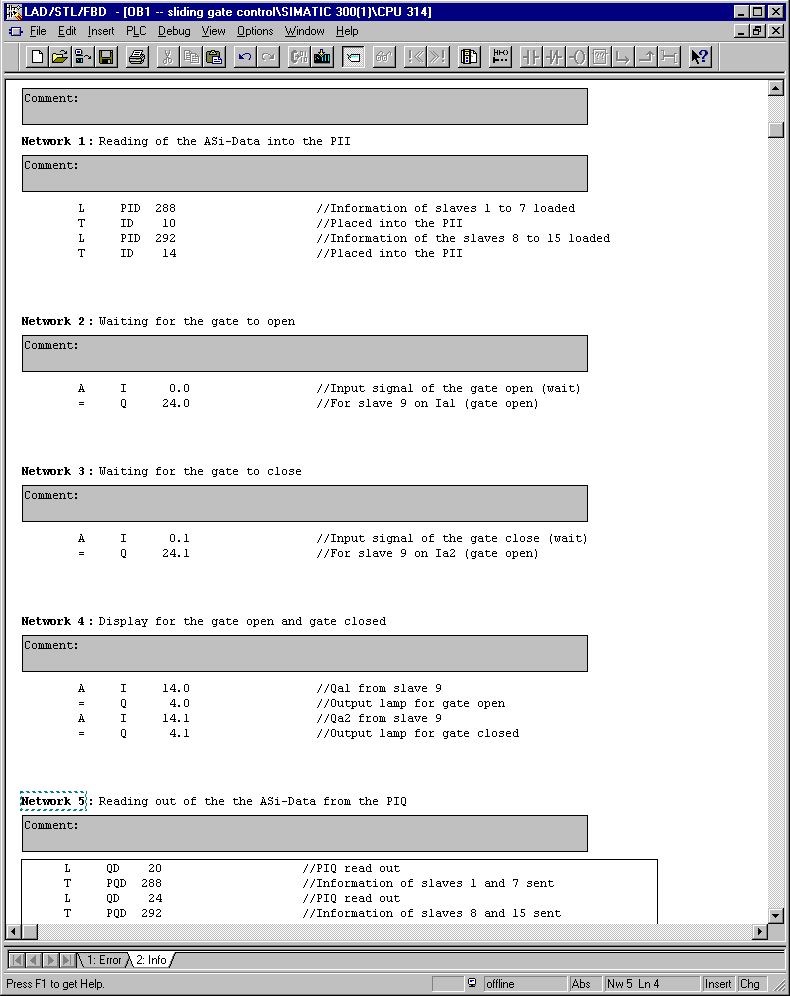 LAD/STL/FBD - [OB1 -- sliding gate control\SIMATIC 300(1)\CPU 314]
File Edit Insert PLC Debug View Options Window Help
Comment:
Network 1: Reading of the ASi-Data into the PII
Comment:
L PID 288 //Information of slaves 1 to 7 loaded
T ID 10 //Placed into the PII
L PID 292 //Information of the slaves 8 to 15 loaded
T ID 14 //Placed into the PII
Network 2: Waiting for the gate to open
Comment:
A I 0.0 //Input signal of the gate open (wait)
= Q 24.0 //For slave 9 on Ia1 (gate open)
Network 3: Waiting for the gate to close
Comment:
A I 0.1 //Input signal of the gate close (wait)
= Q 24.1 //For slave 9 on Ia2 (gate open)
Network 4: Display for the gate open and gate closed
Comment:
A I 14.0 //Qa1 from slave 9
= Q 4.0 //Output lamp for gate open
A I 14.1 //Qa2 from slave 9
= Q 4.1 //Output lamp for gate closed
Network 5: Reading out of the the ASi-Data from the PIQ
Comment:
L QD 20 //PIQ read out
T PQD 288 //Information of slaves 1 and 7 sent
L QD 24 //PIQ read out
T PQD 292 //Information of slaves 8 and 15 sent
1: Error 2: Info
Press F1 to get Help. offline Abs Nw 5 Ln 4 Insert Chg